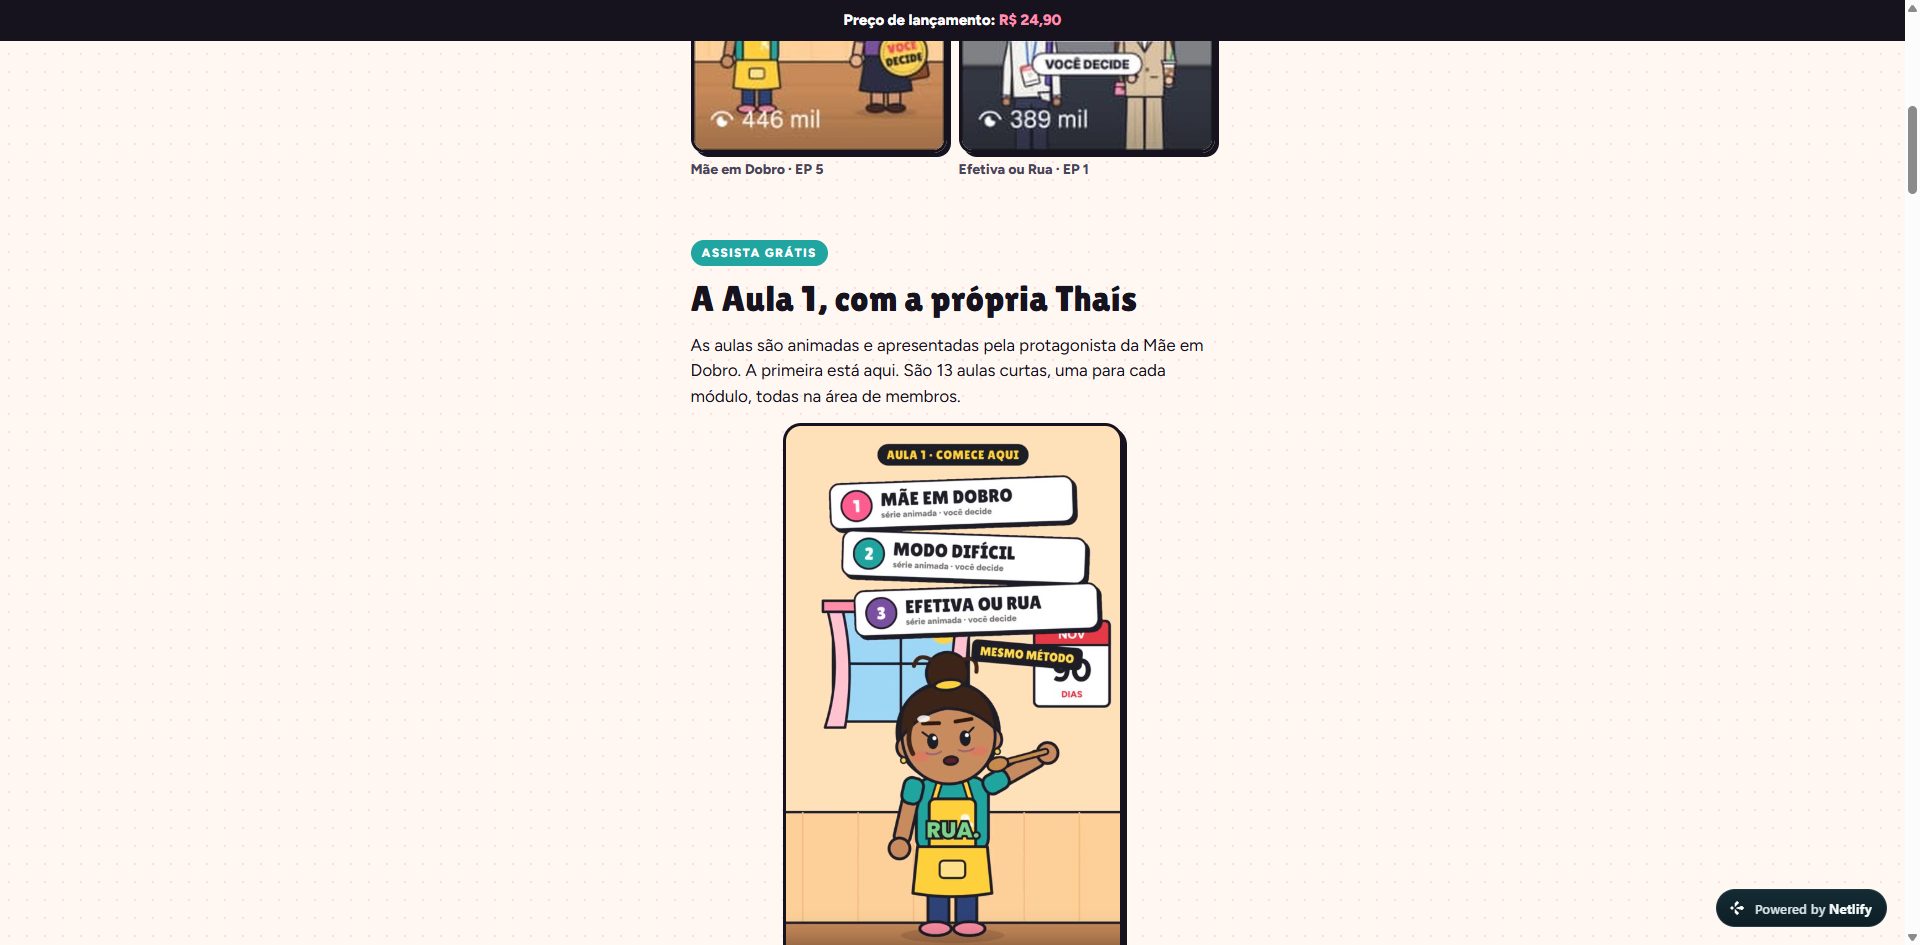 Preço de lançamento: R$ 24,90
VOCÊ
DECIDE
VOCÊ DECIDE
446 mil
389 mil
Mãe em Dobro · EP 5
Efetiva ou Rua · EP 1
ASSISTA GRÁTIS
A Aula 1, com a própria Thaís
As aulas são animadas e apresentadas pela protagonista da Mãe em
Dobro. A primeira está aqui. São 13 aulas curtas, uma para cada
módulo, todas na área de membros.
AULA 1 · COMECE AQUI
1
MÃE EM DOBRO
série animada · você decide
2
MODO DIFÍCIL
série animada · você decide
3
EFETIVA OU RUA
série animada · você decide
NOV
MESMO MÉTODO
90
DIAS
RUA.
Powered by Netlify